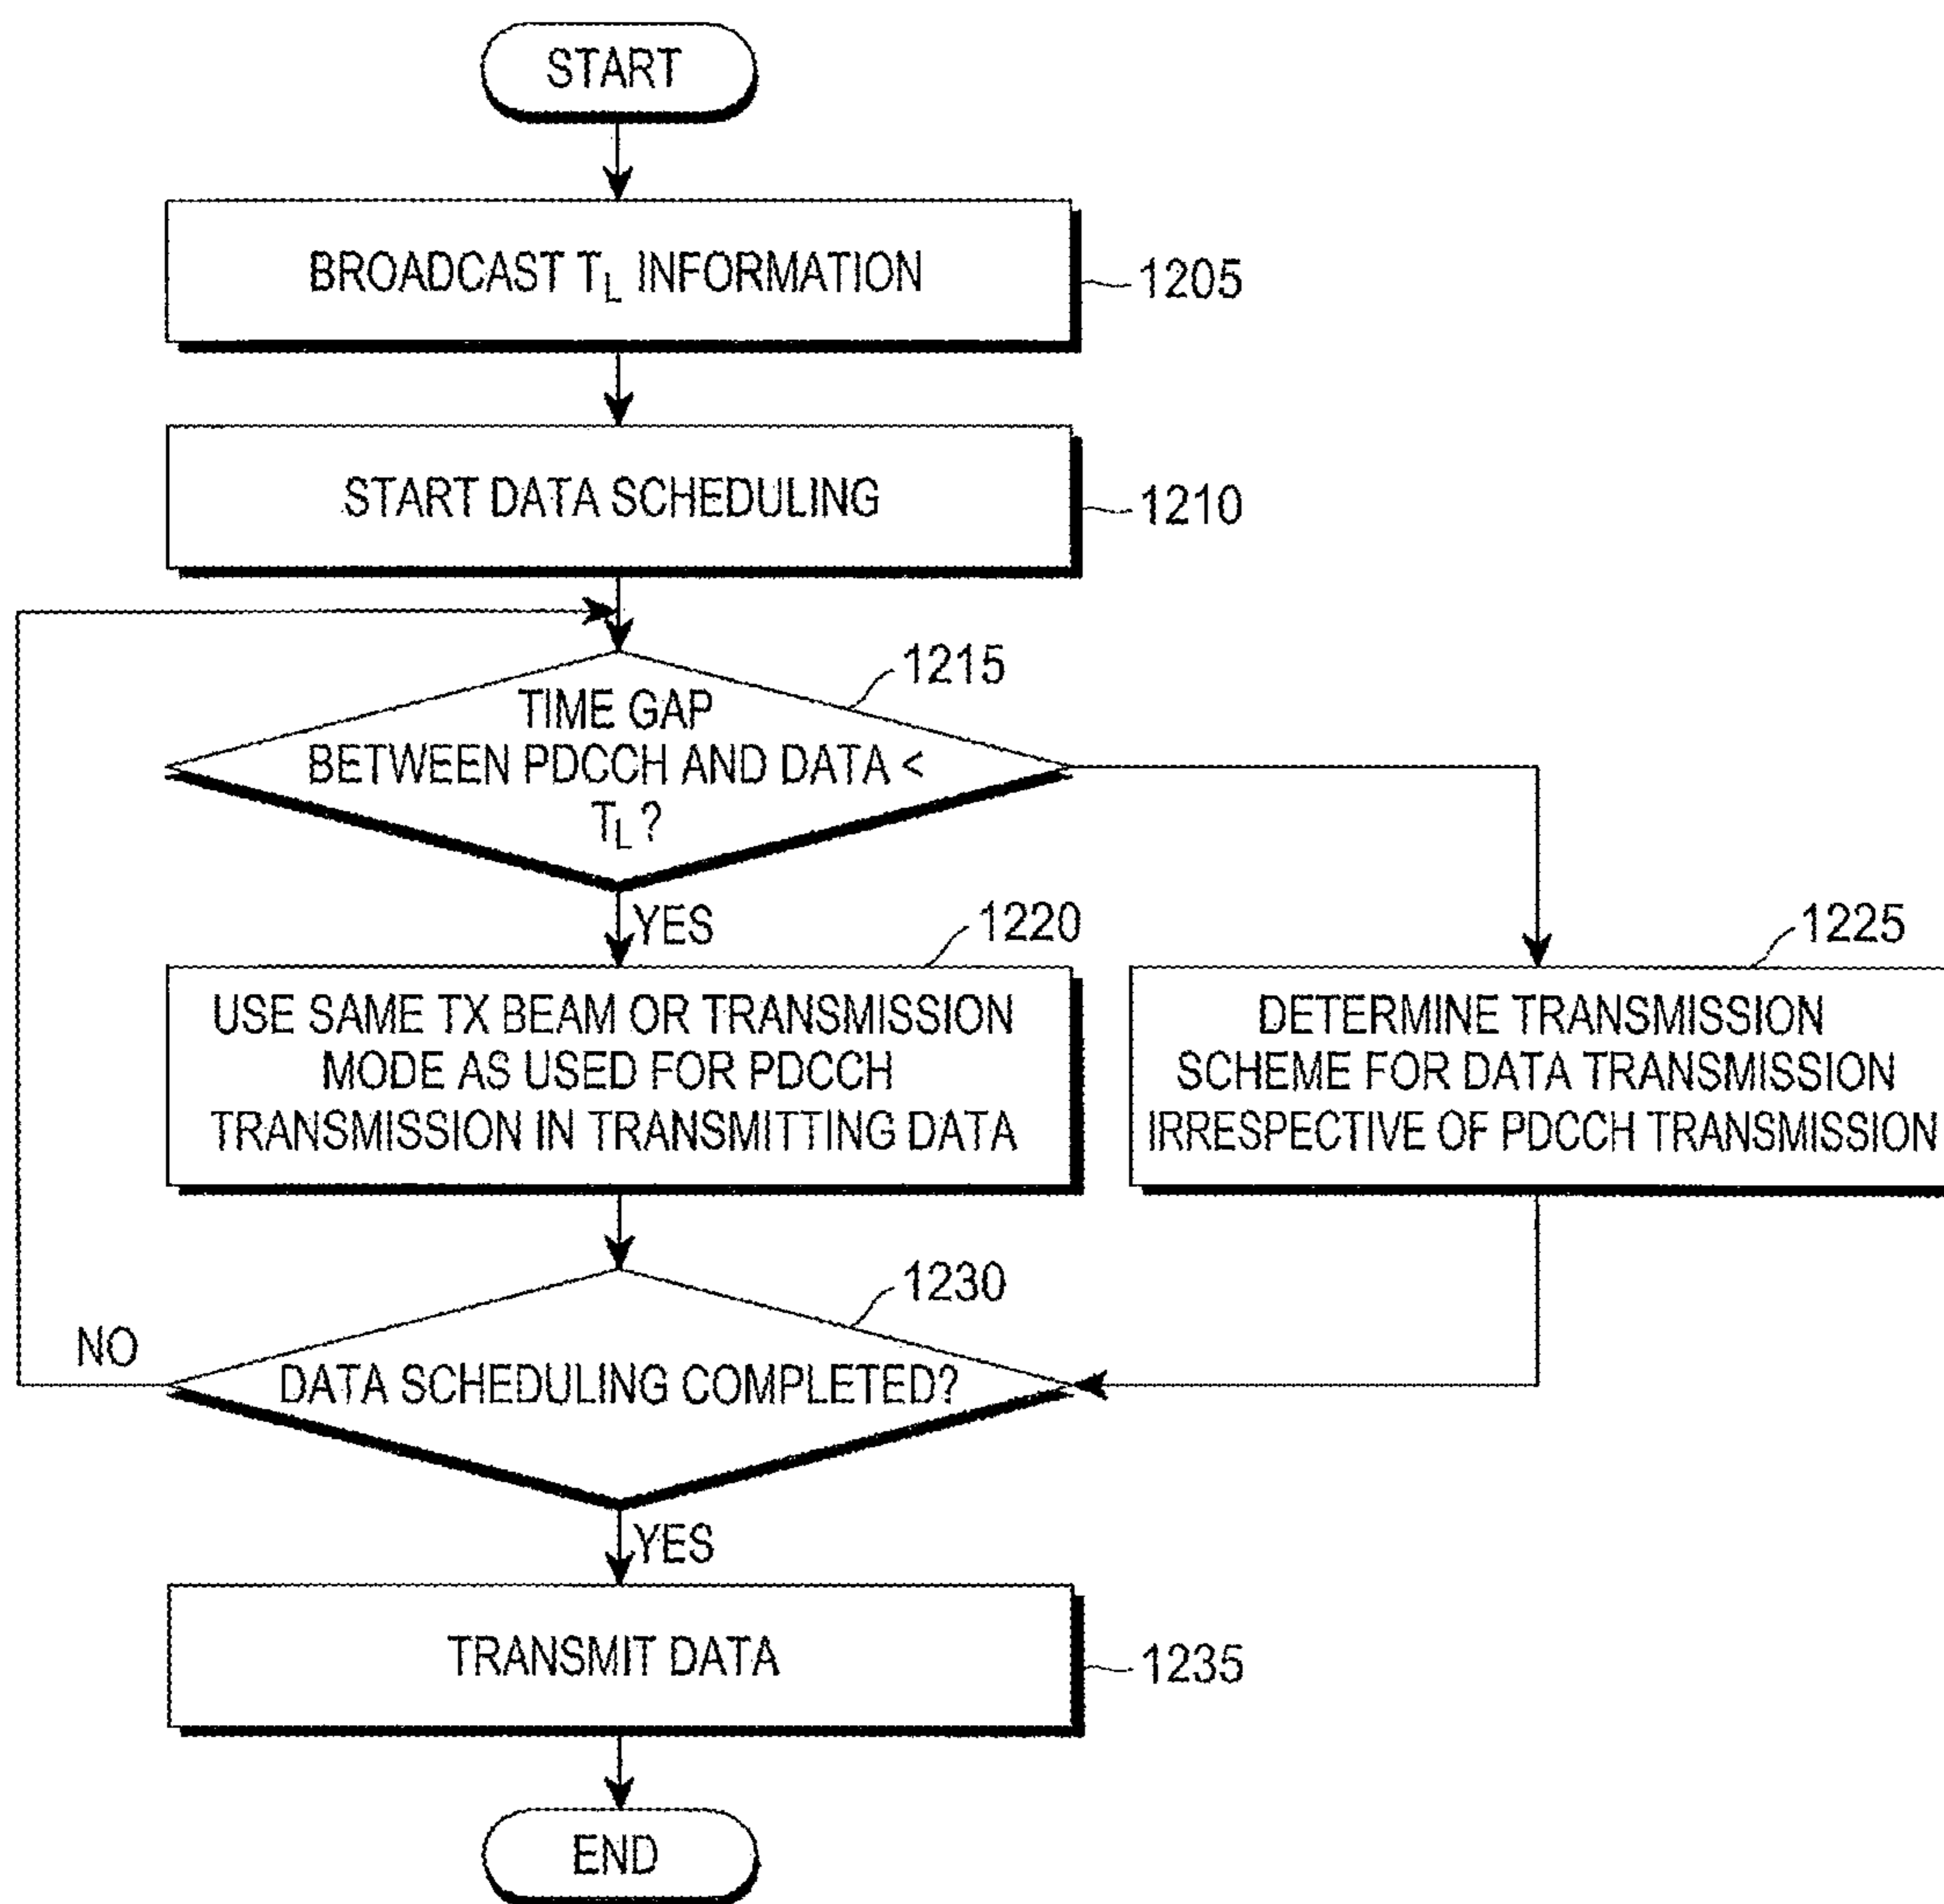 START
BROADCAST TL INFORMATION
1205
START DATA SCHEDULING
1210
1215
TIME GAP
BETWEEN PDCCH AND DATA <
TL ?
YES
1220
1225
USE SAME TX BEAM OR TRANSMISSION
MODE AS USED FOR PDCCH
TRANSMISSION IN TRANSMITTING DATA
DETERMINE TRANSMISSION
SCHEME FOR DATA TRANSMISSION
IRRESPECTIVE OF PDCCH TRANSMISSION
1230
NO
DATA SCHEDULING COMPLETED?
YES
TRANSMIT DATA
1235
END